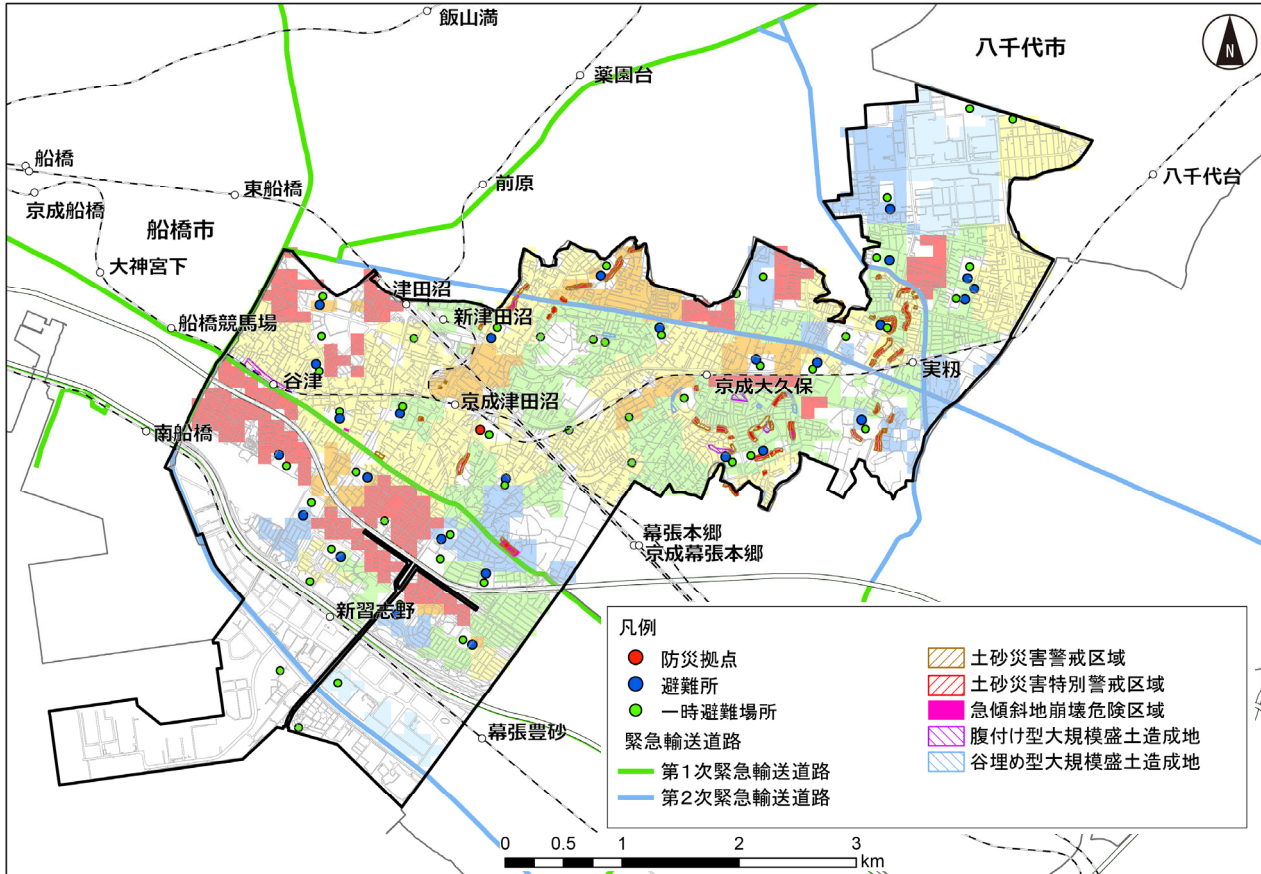 飯山満
八千代市
N
薬園台
船橋
東船橋
前原
八千代台
京成船橋
船橋市
大神宮下
津田沼
新津田沼
船橋競馬場
谷津
実籾
京成大久保
京成津田沼
南船橋
幕張本郷
京成幕張本郷
新習志野
幕張豊砂
凡例
防災拠点
避難所
一時避難場所
緊急輸送道路
第1次緊急輸送道路
第2次緊急輸送道路
土砂災害警戒区域
土砂災害特別警戒区域
急傾斜地崩壊危険区域
腹付け型大規模盛土造成地
谷埋め型大規模盛土造成地
0 0.5 1 2 3
km